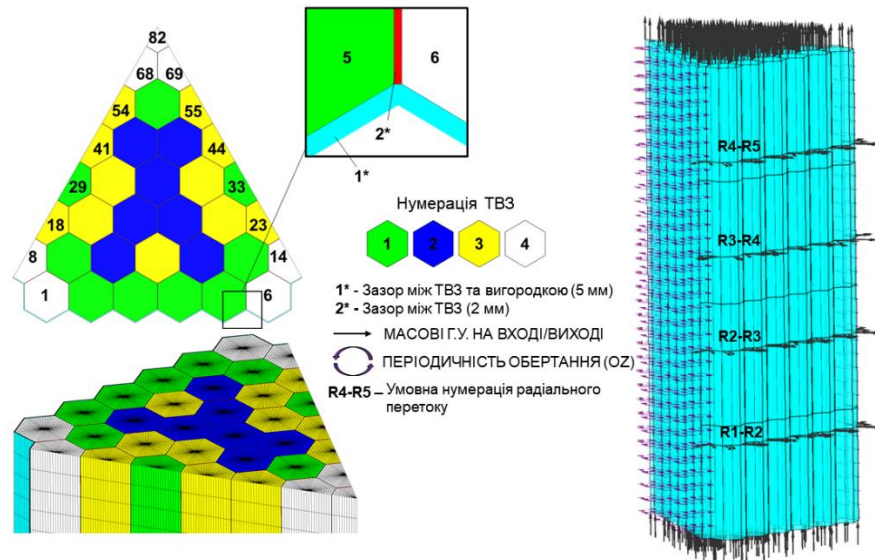 82
68 69
54 55
41 44
29 33
18 23
8 14
1 6
5 6
2*
1*
Нумерація ТВЗ
1 2 3 4
1* - Зазор між ТВЗ та вигородкою (5 мм)
2* - Зазор між ТВЗ (2 мм)
МАСОВІ Г.У. НА ВХОДІ/ВИХОДІ
ПЕРІОДИЧНІСТЬ ОБЕРТАННЯ (OZ)
R4-R5 – Умовна нумерація радіального
перетоку
R4-R5
R3-R4
R2-R3
R1-R2